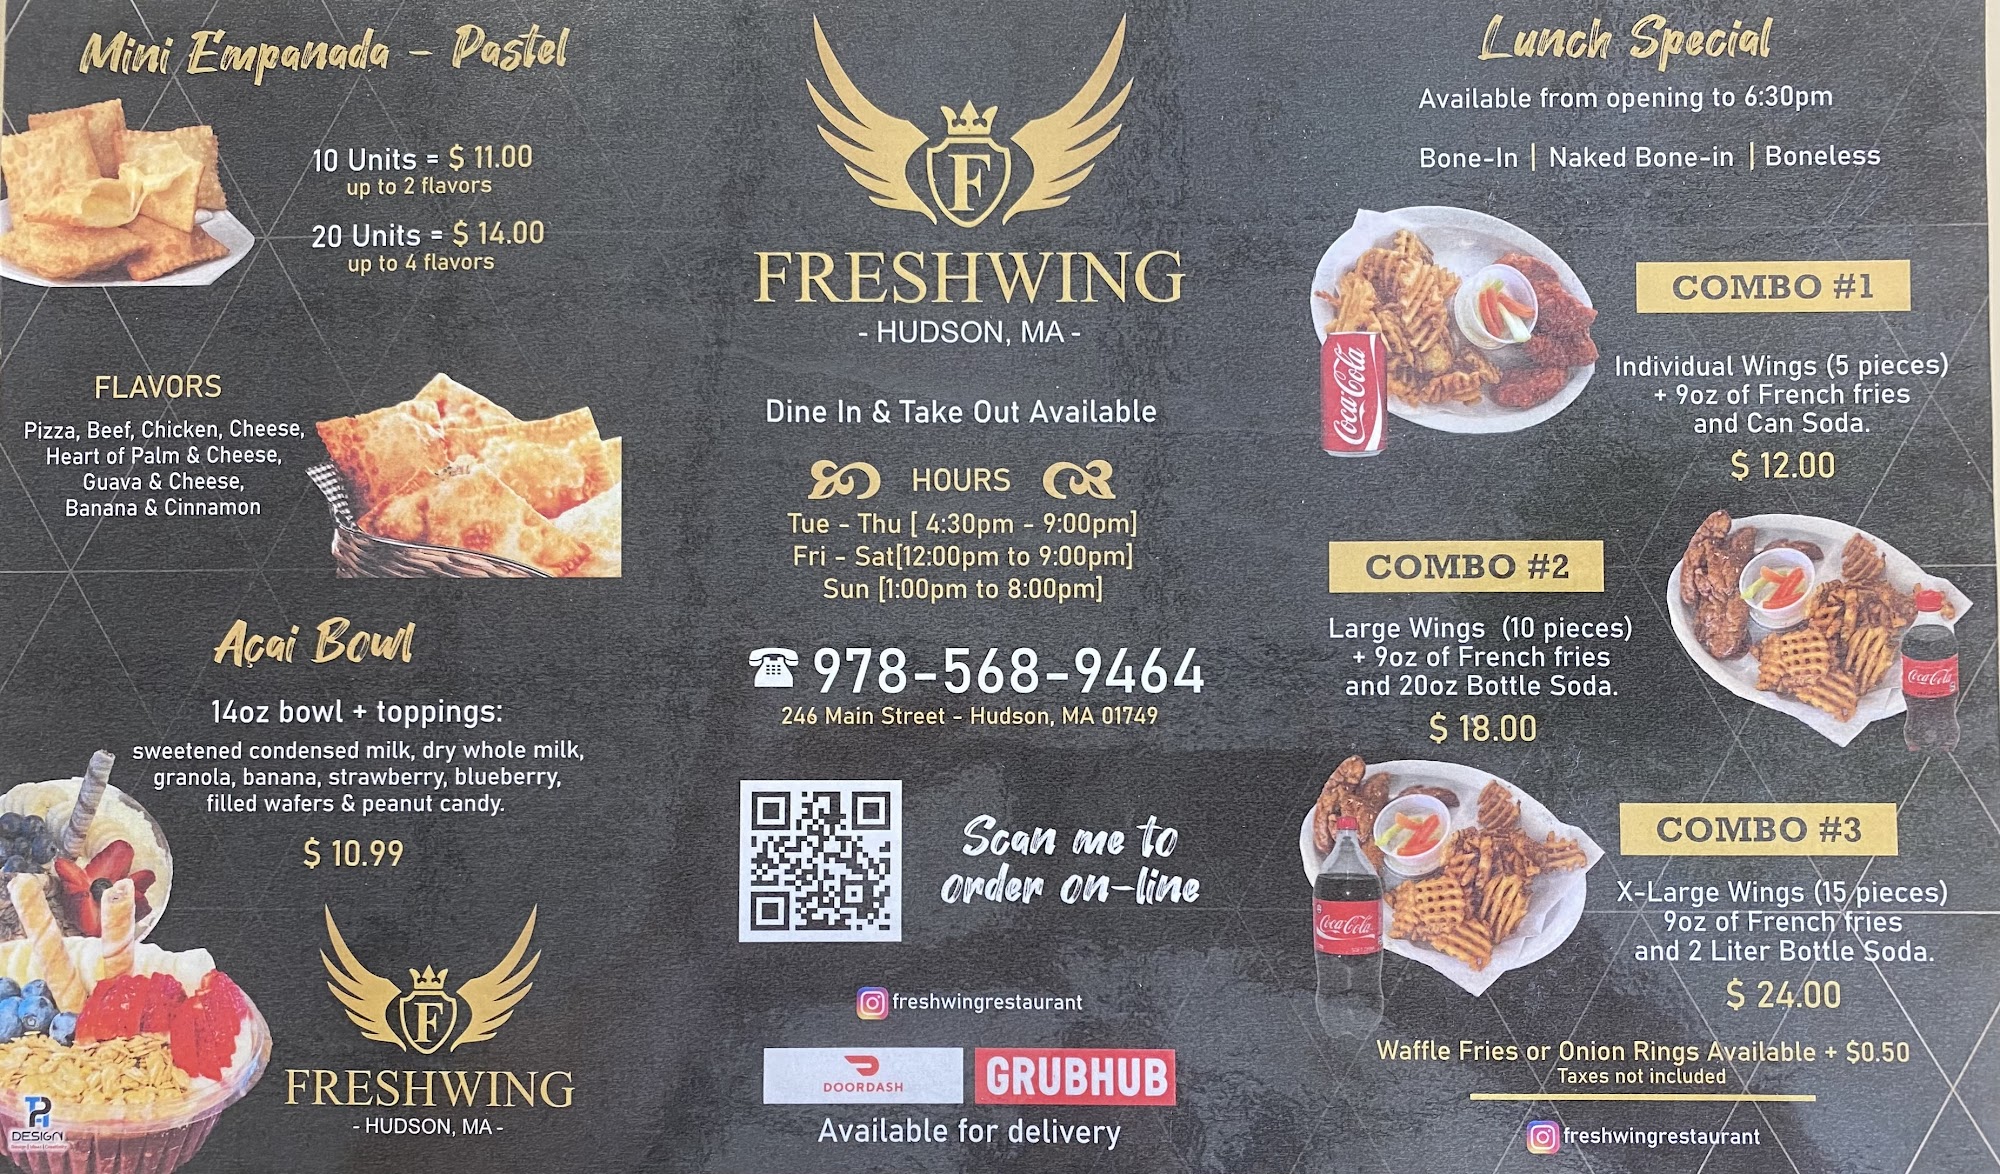 Mini Empanada - Pastel
10 Units = $ 11.00
up to 2 flavors
20 Units = $ 14.00
up to 4 flavors
FLAVORS
Pizza, Beef, Chicken, Cheese,
Heart of Palm & Cheese,
Guava & Cheese,
Banana & Cinnamon
Açai Bowl
14oz bowl + toppings:
sweetened condensed milk, dry whole milk,
granola, banana, strawberry, blueberry,
filled wafers & peanut candy.
$ 10.99
F
FRESHWING
- HUDSON, MA -
DESIGN
F
FRESHWING
- HUDSON, MA -
Dine In & Take Out Available
HOURS
Tue - Thu [ 4:30pm - 9:00pm]
Fri - Sat[12:00pm to 9:00pm]
Sun [1:00pm to 8:00pm]
978-568-9464
246 Main Street - Hudson, MA 01749
Scan me to
order on-line
freshwingrestaurant
DOORDASH
GRUBHUB
Available for delivery
Lunch Special
Available from opening to 6:30pm
Bone-In | Naked Bone-in | Boneless
COMBO #1
Individual Wings (5 pieces)
+ 9oz of French fries
and Can Soda.
$ 12.00
Coca-Cola
COMBO #2
Large Wings (10 pieces)
+ 9oz of French fries
and 20oz Bottle Soda.
$ 18.00
Coca-Cola
COMBO #3
X-Large Wings (15 pieces)
9oz of French fries
and 2 Liter Bottle Soda.
$ 24.00
Coca-Cola
Waffle Fries or Onion Rings Available + $0.50
Taxes not included
freshwingrestaurant